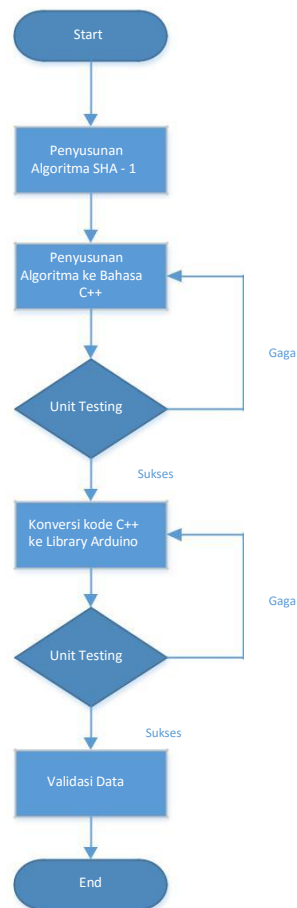 Start
Penyusunan
Algoritma SHA - 1
Penyusunan
Algoritma ke Bahasa
C++
Gaga
Unit Testing
Sukses
Konversi kode C++
ke Library Arduino
Gaga
Unit Testing
Sukses
Validasi Data
End